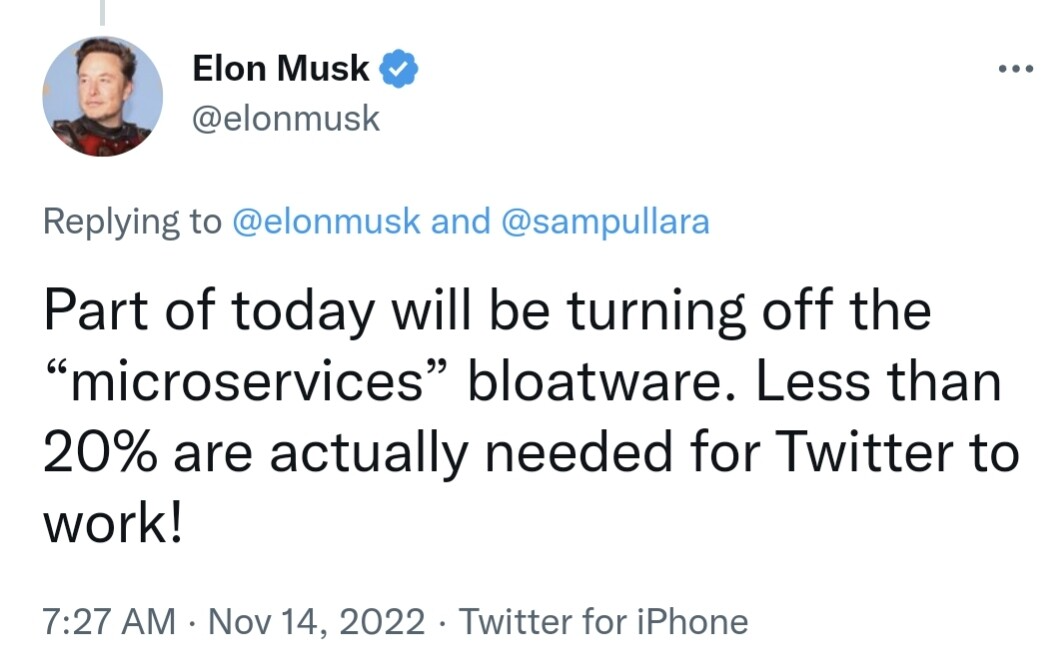 Elon Musk
@elonmusk
Replying to @elonmusk and @sampullara
Part of today will be turning off the
“microservices” bloatware. Less than
20% are actually needed for Twitter to
work!
7:27 AM · Nov 14, 2022 · Twitter for iPhone